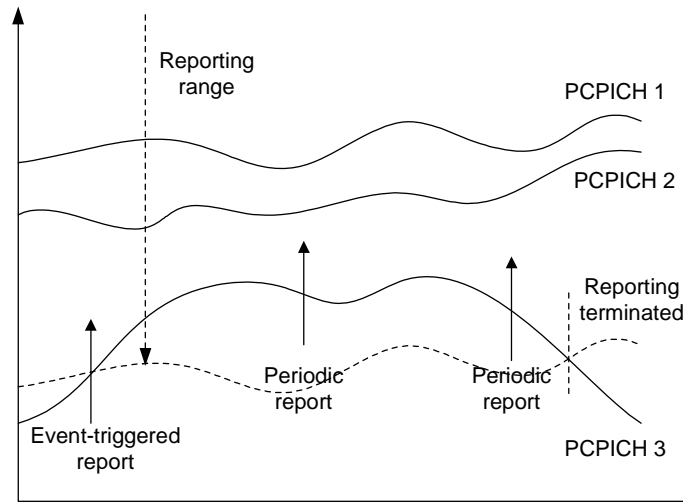 Reporting
range
PCPICH 1
PCPICH 2
Reporting
terminated
Periodic
report
Periodic
report
Event-triggered
report
PCPICH 3